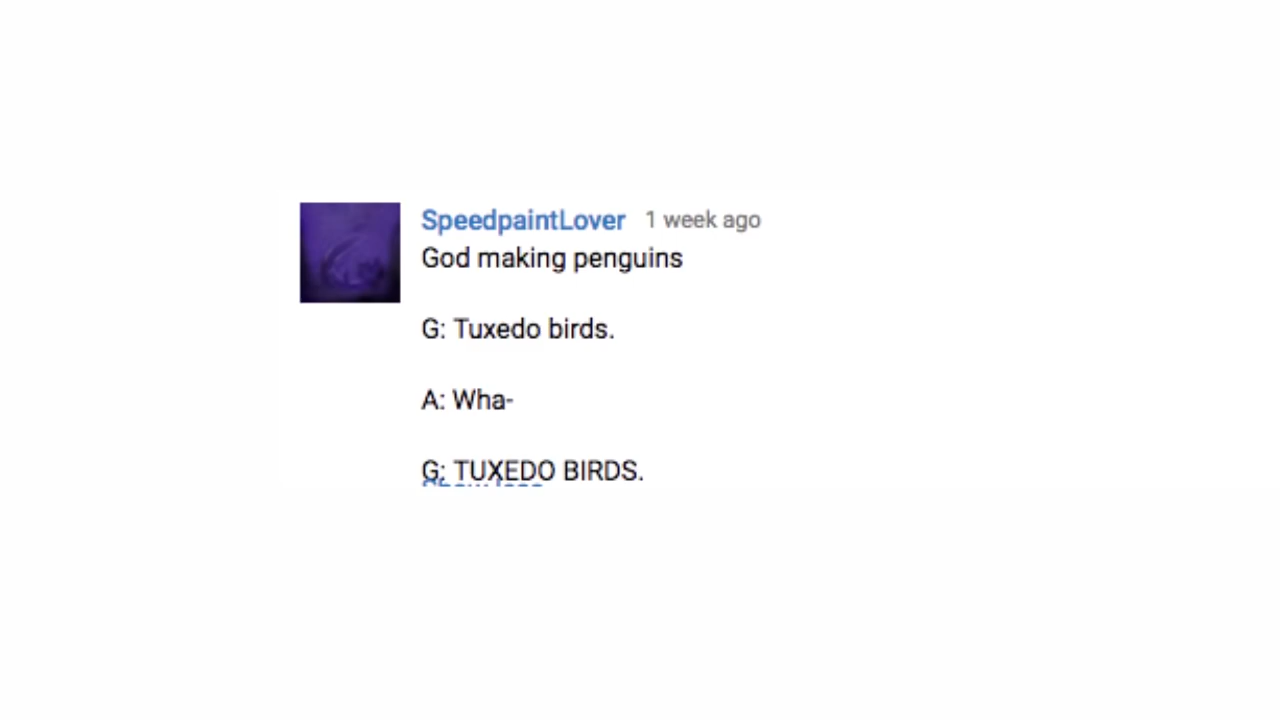 SpeedpaintLover 1 week ago
God making penguins
G: Tuxedo birds.
A: Wha-
G: TUXEDO BIRDS.